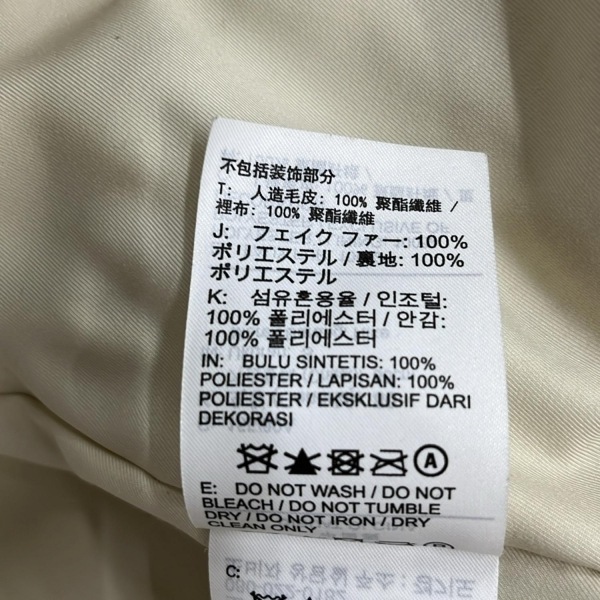 不包括装饰部分
T: 人造毛皮: 100% 聚酯纖維 /
裡布: 100% 聚酯纖維
J: フェイク ファー: 100%
ポリエステル / 裏地: 100%
ポリエステル
K: 섬유혼용율 / 인조털:
100% 폴리에스터 / 안감:
100% 폴리에스터
IN: BULU SINTETIS: 100%
POLIESTER / LAPISAN: 100%
POLIESTER / EKSKLUSIF DARI
DEKORASI
A
E: DO NOT WASH / DO NOT
BLEACH / DO NOT TUMBLE
DRY / DO NOT IRON / DRY
CLEAN ONLY
C: